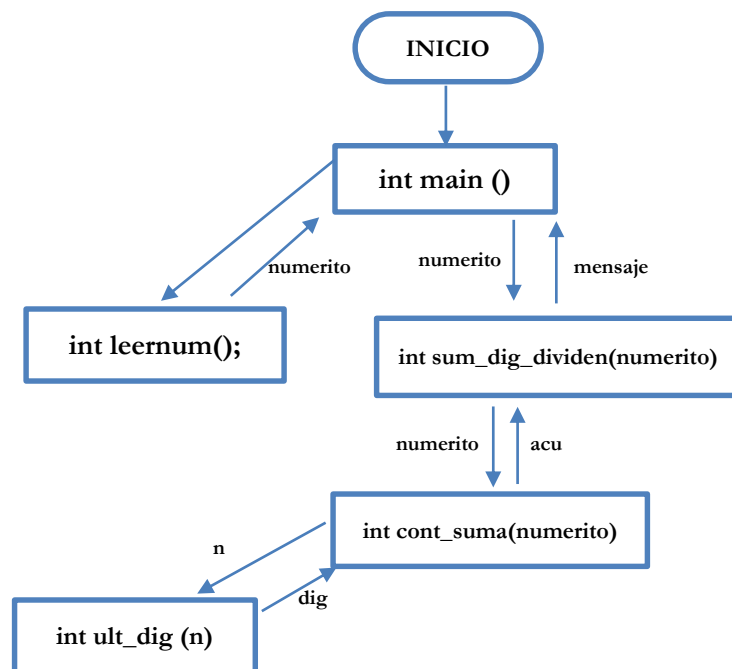 INICIO
int main ()
numerito
numerito
mensaje
int leernum();
int sum_dig_dividen(numerito)
numerito
acu
int cont_suma(numerito)
n
dig
int ult_dig (n)